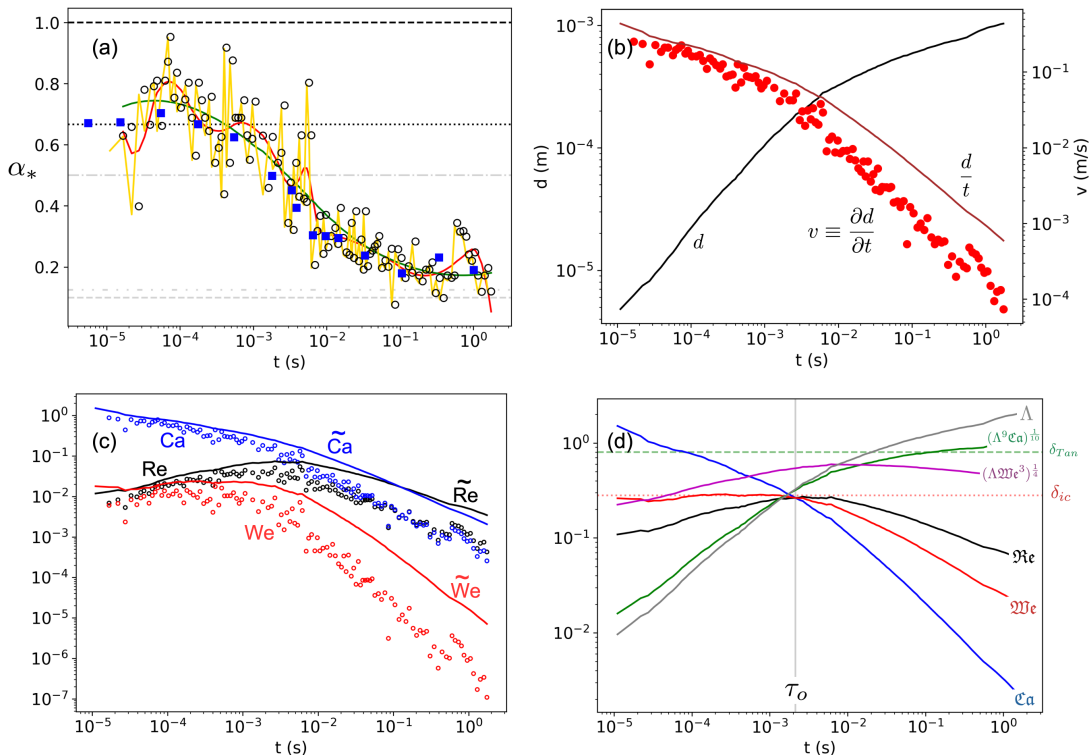 (a)
1.0
0.8
0.6
0.4
0.2
α*
10⁻⁵ 10⁻⁴ 10⁻³ 10⁻² 10⁻¹ 10⁰
t (s)
(b)
10⁻³
10⁻⁴
10⁻⁵
d (m)
10⁻¹
10⁻²
10⁻³
10⁻⁴
v (m/s)
d
v ≡ ∂d/∂t
d/t
10⁻⁵ 10⁻⁴ 10⁻³ 10⁻² 10⁻¹ 10⁰
t (s)
(c)
10⁰
10⁻¹
10⁻²
10⁻³
10⁻⁴
10⁻⁵
10⁻⁶
10⁻⁷
Ca
C̃a
Re
R̃e
We
W̃e
10⁻⁵ 10⁻⁴ 10⁻³ 10⁻² 10⁻¹ 10⁰
t (s)
(d)
10⁰
10⁻¹
10⁻²
Λ
(Λ⁹ℭ𝔞)^(1/10)
δ_Tan
(Λ𝔚𝔢³)^(1/4)
δ_ic
ℜ𝔢
𝔚𝔢
ℭ𝔞
τₒ
10⁻⁵ 10⁻⁴ 10⁻³ 10⁻² 10⁻¹ 10⁰
t (s)